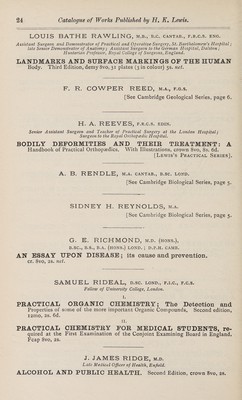 24 Catalogue of Works Published by H. K. Lewis.
LOUIS BATHE RAWLING, M.B., B.C., CANTAB., F.R.C.S. ENG.
Assistant Surgeon and Demonstrator of Practical and Operative Surgery, St. Bartholomew's Hospital;
late Senior Demonstrator of Anatomy; Assistant Surgeon to the German Hospital, Dalston;
Hunterian Professor, Royal College of Surgeons, England.
LANDMARKS AND SURFACE MARKINGS OF THE HUMAN
Body. Third Edition, demy 8vo, 31 plates (3 in colour) 5s. net.
F. R. COWPER REED, M.A., F.G.S.
[See Cambridge Geological Series, page 6.
H. A. REEVES, F.R.C.S. EDIN.
Senior Assistant Surgeon and Teacher of Practical Surgery at the London Hospital;
Surgeon to the Royal Orthopædic Hospital.
BODILY DEFORMITIES AND THEIR TREATMENT: A
Handbook of Practical Orthopædics. With Illustrations, crown 8vo, 8s. 6d.
[LEWIS'S PRACTICAL SERIES].
A. B. RENDLE, M.A. CANTAB., B.SC. LOND.
[See Cambridge Biological Series, page 5.
SIDNEY H. REYNOLDS, M.A.
[See Cambridge Biological Series, page 5.
G. E. RICHMOND, M.D. (HONS.),
B.SC., B.S., B.A. (HONS.) LOND.; D.P.H. CAMB.
AN ESSAY UPON DISEASE; its cause and prevention.
cr. 8vo, 2s. net.
SAMUEL RIDEAL, D.SC. LOND., F.I.C., F.C.S.
Fellow of University College, London.
I.
PRACTICAL ORGANIC CHEMISTRY; The Detection and
Properties of some of the more important Organic Compounds, Second edition,
12mo, 2s. 6d.
II.
PRACTICAL CHEMISTRY FOR MEDICAL STUDENTS, re-
quired at the First Examination of the Conjoint Examining Board in England.
Fcap 8vo, 2s.
J. JAMES RIDGE, M.D.
Late Medical Officer of Health, Enfield.
ALCOHOL AND PUBLIC HEALTH. Second Edition, crown 8vo, 2s.